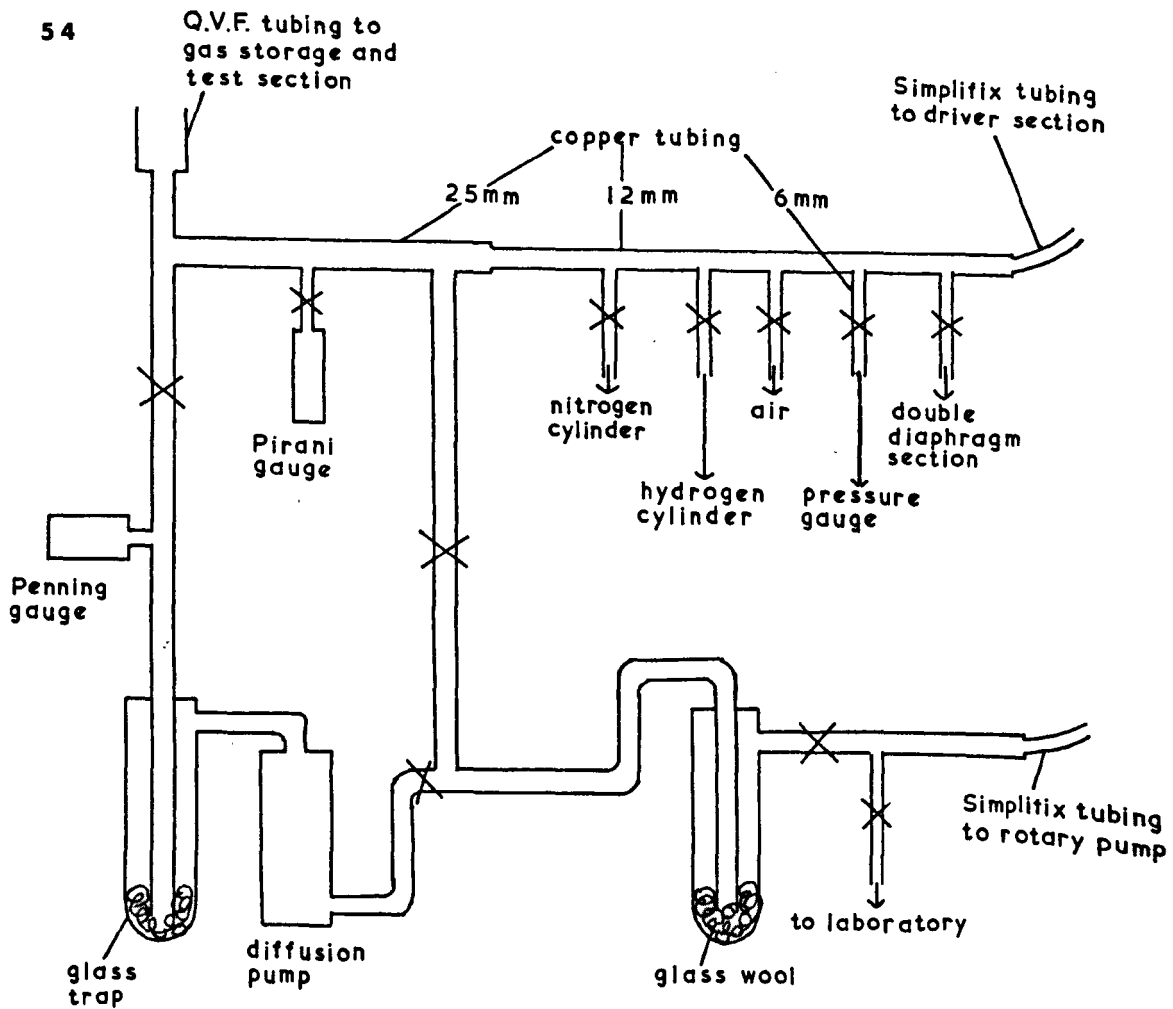 54
Q.V.F. tubing to
gas storage and
test section
Simplifix tubing
to driver section
copper tubing
25mm
12mm
6mm
Pirani
gauge
nitrogen
cylinder
air
double
diaphragm
section
hydrogen
cylinder
pressure
gauge
Penning
gauge
Simplifix tubing
to rotary pump
to laboratory
diffusion
pump
glass wool
glass
trap